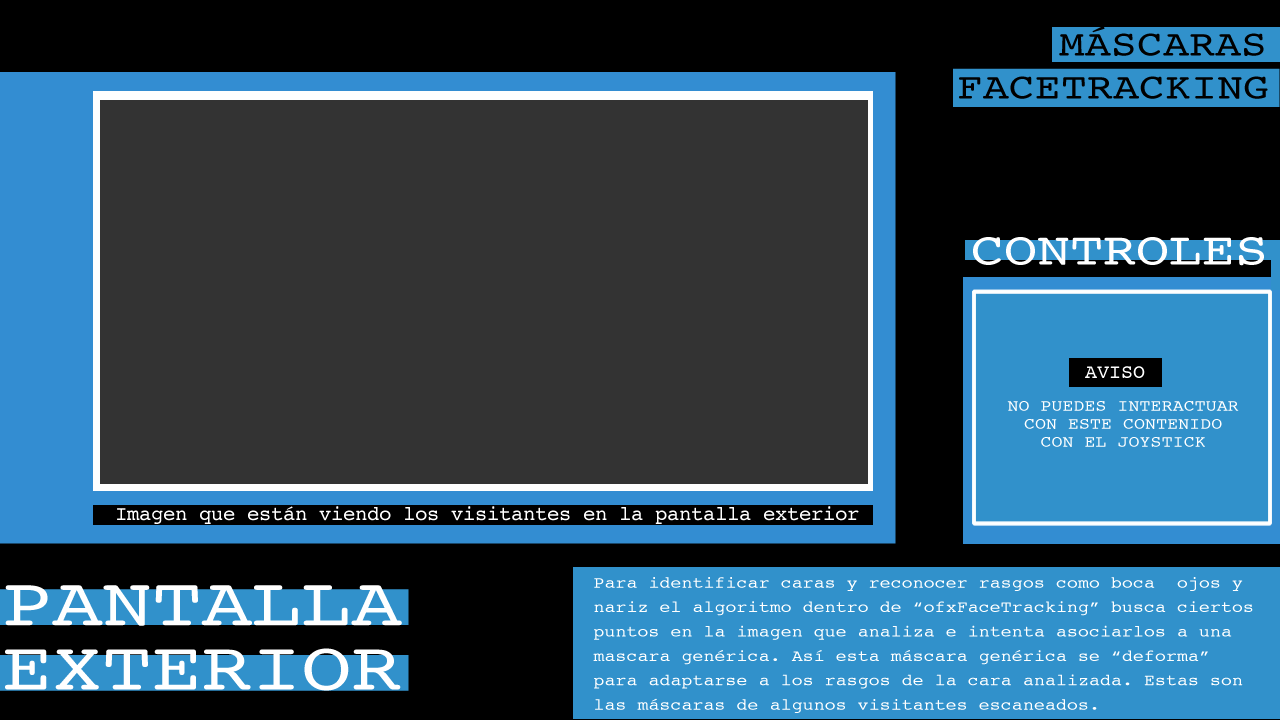 MÁSCARAS
FACETRACKING
CONTROLES
AVISO
NO PUEDES INTERACTUAR
CON ESTE CONTENIDO
CON EL JOYSTICK
Imagen que están viendo los visitantes en la pantalla exterior
PANTALLA
EXTERIOR
Para identificar caras y reconocer rasgos como boca  ojos y
nariz el algoritmo dentro de “ofxFaceTracking” busca ciertos
puntos en la imagen que analiza e intenta asociarlos a una
mascara genérica. Así esta máscara genérica se “deforma”
para adaptarse a los rasgos de la cara analizada. Estas son
las máscaras de algunos visitantes escaneados.